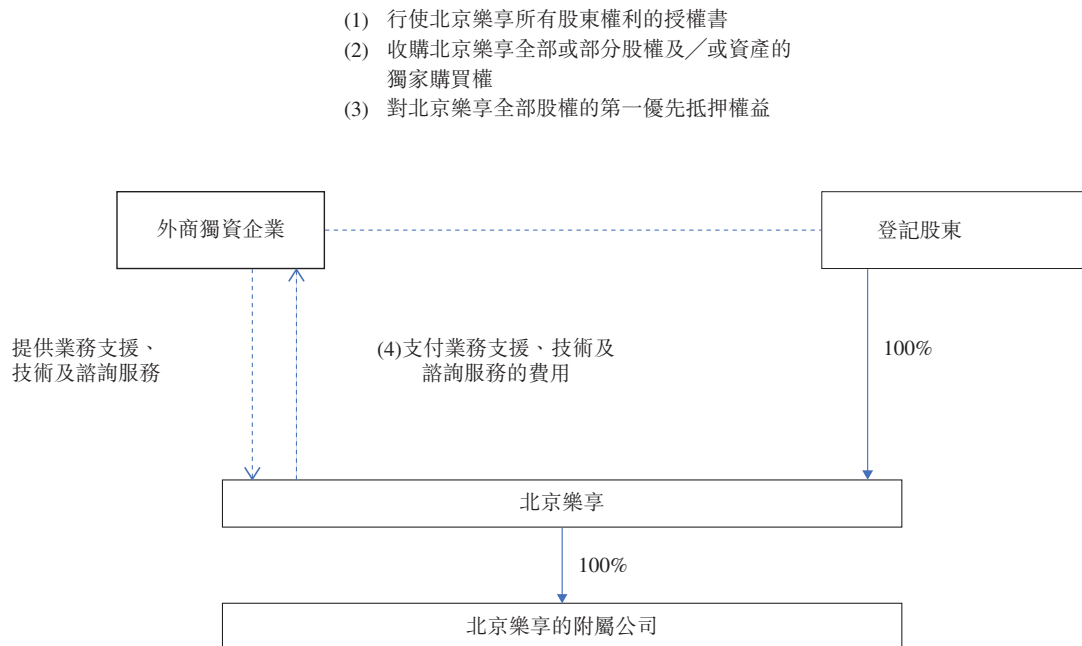 (1) 行使北京樂享所有股東權利的授權書
(2) 收購北京樂享全部或部分股權及／或資產的
獨家購買權
(3) 對北京樂享全部股權的第一優先抵押權益
外商獨資企業
登記股東
提供業務支援、
技術及諮詢服務
(4)支付業務支援、技術及
諮詢服務的費用
100%
北京樂享
100%
北京樂享的附屬公司